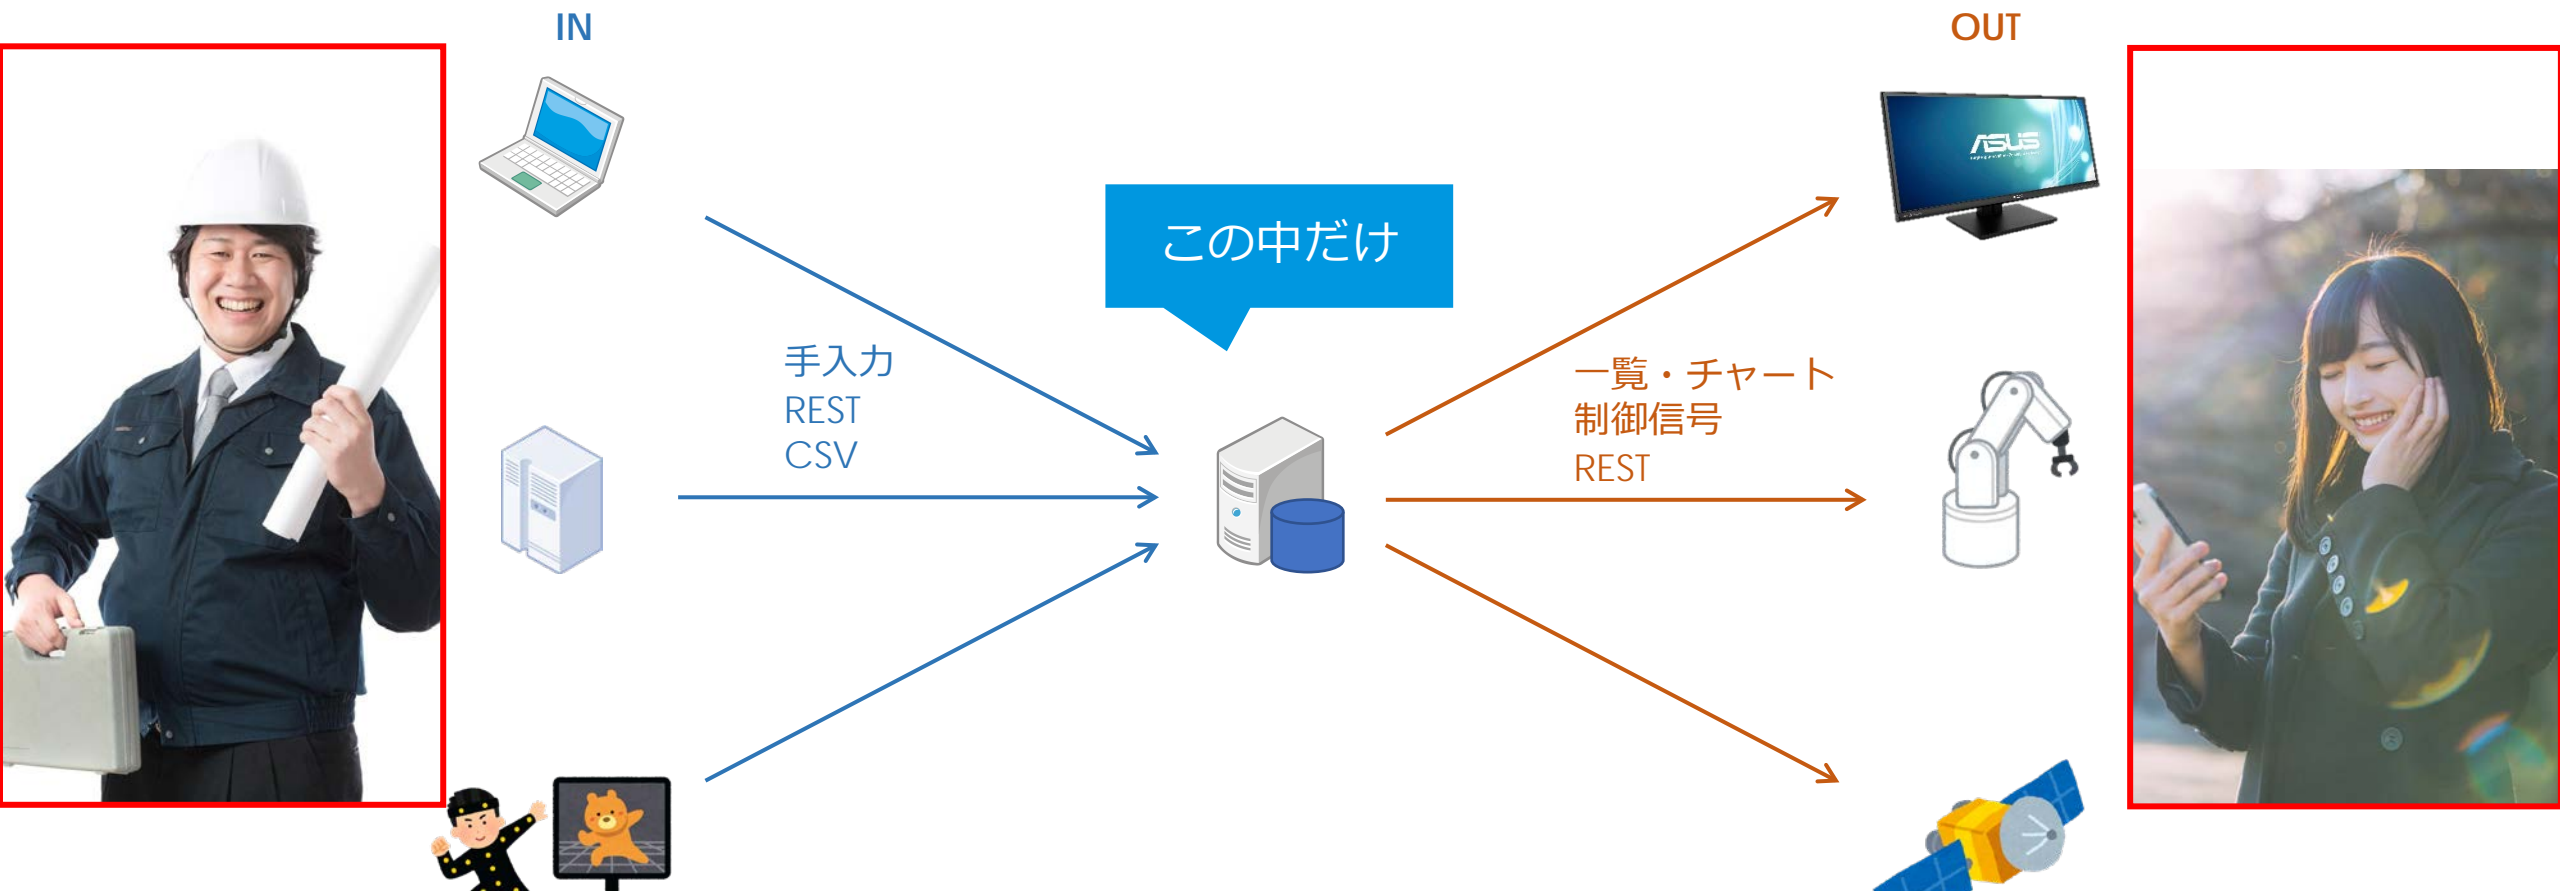 IN
OUT
ASUS
この中だけ
手入力
REST
CSV
一覧・チャート
制御信号
REST